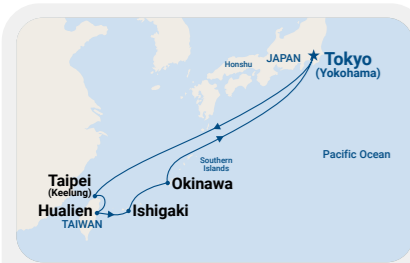 JAPAN
Tokyo
(Yokohama)
Honshu
Pacific Ocean
Southern
Islands
Taipei
(Keelung)
Okinawa
Hualien
Ishigaki
TAIWAN